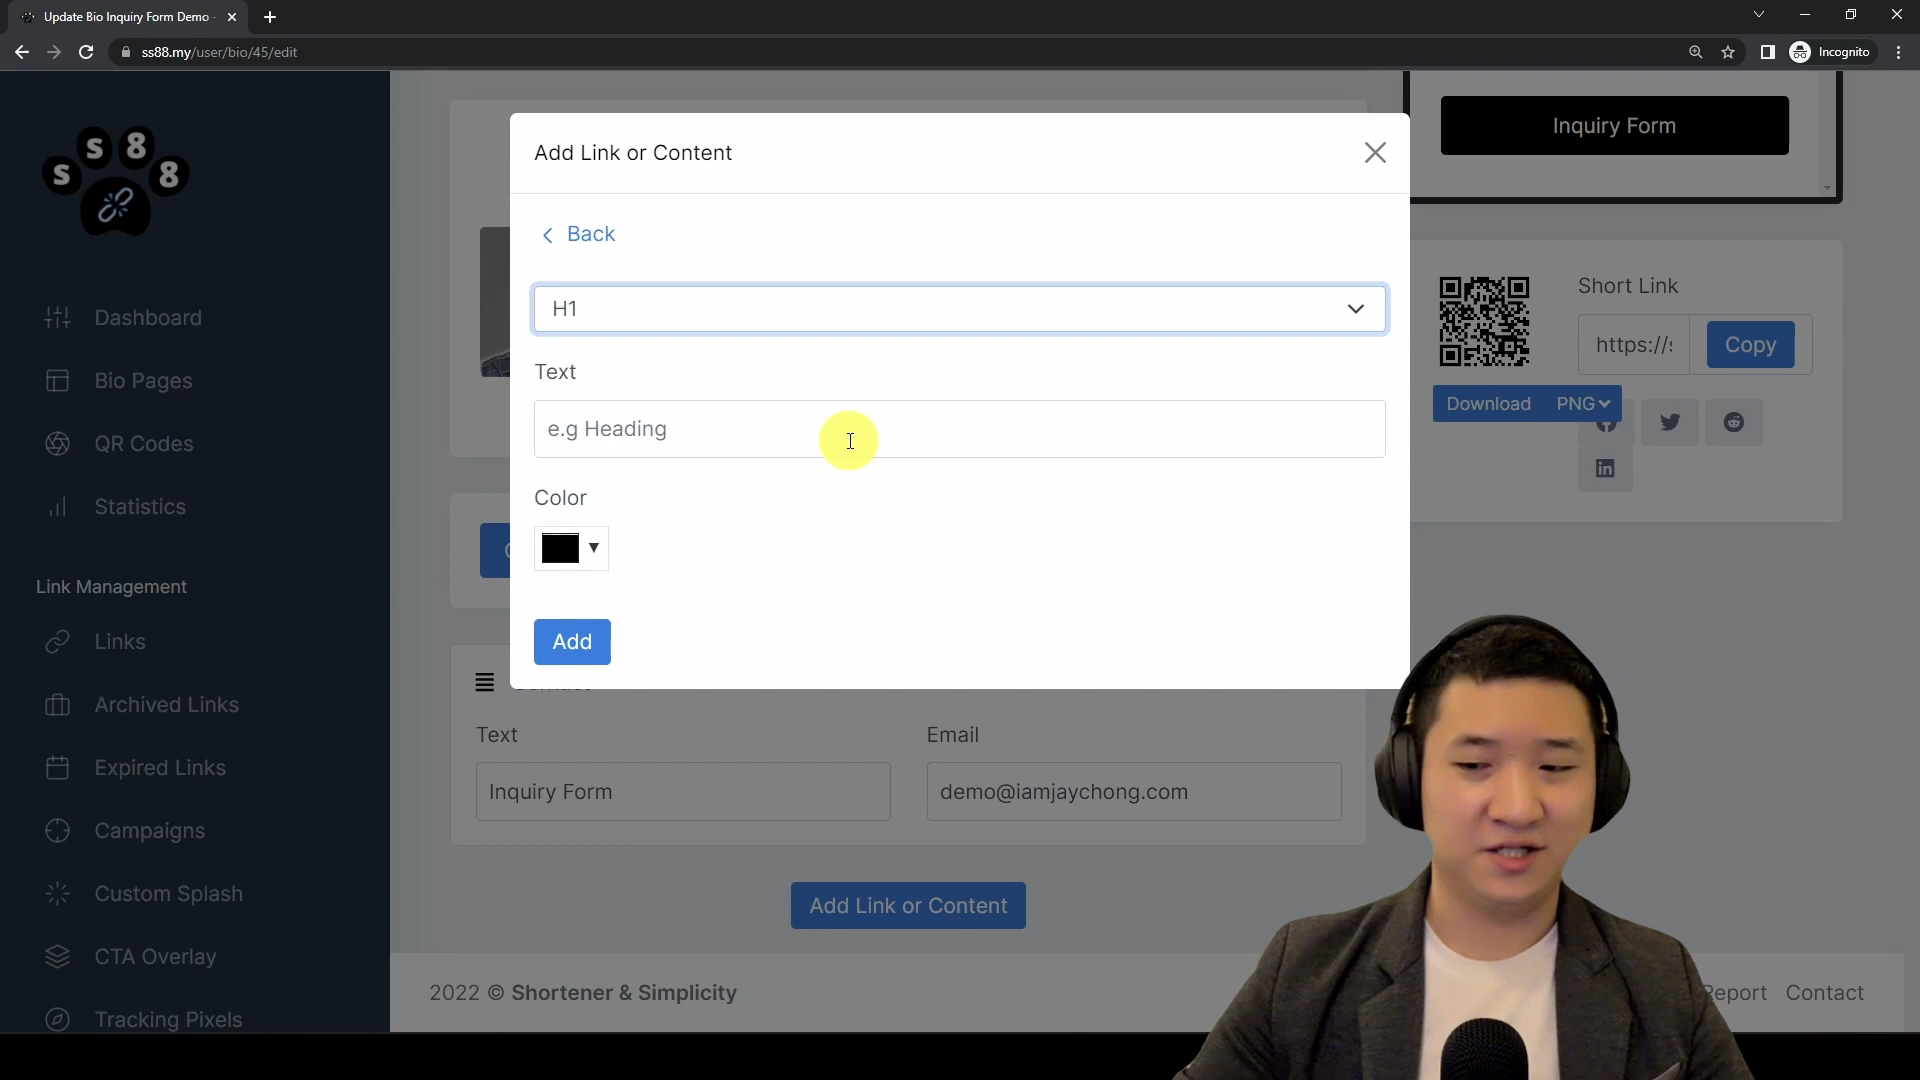 Update Bio Inquiry Form Demo -
ss88.my/user/bio/45/edit
Incognito
s s 8 8
Dashboard
Bio Pages
QR Codes
Statistics
Link Management
Links
Archived Links
Expired Links
Campaigns
Custom Splash
CTA Overlay
Tracking Pixels
Add Link or Content
Back
H1
Text
e.g Heading
Color
Add
Inquiry Form
Short Link
https://s
Copy
Download PNG
Text
Email
Inquiry Form
demo@iamjaychong.com
Add Link or Content
2022 © Shortener & Simplicity
Report
Contact